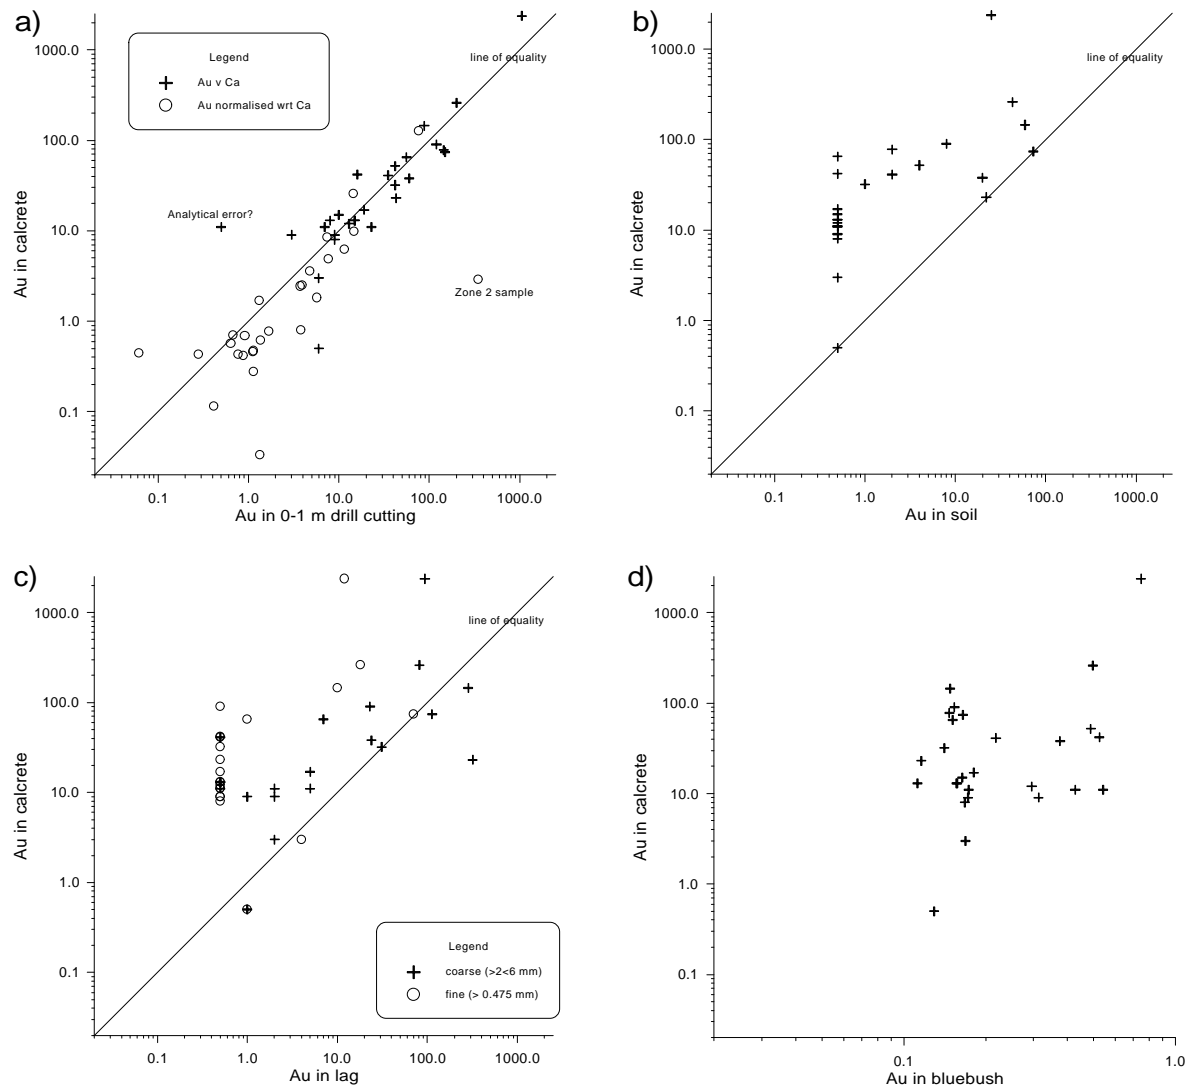 a)
1000.0
100.0
10.0
1.0
0.1
Au in calcrete
Legend
Au v Ca
Au normalised wrt Ca
line of equality
Analytical error?
Zone 2 sample
0.1 1.0 10.0 100.0 1000.0
Au in 0-1 m drill cutting
b)
1000.0
100.0
10.0
1.0
0.1
Au in calcrete
line of equality
0.1 1.0 10.0 100.0 1000.0
Au in soil
c)
1000.0
100.0
10.0
1.0
0.1
Au in calcrete
line of equality
Legend
coarse (>2<6 mm)
fine (> 0.475 mm)
0.1 1.0 10.0 100.0 1000.0
Au in lag
d)
1000.0
100.0
10.0
1.0
0.1
Au in calcrete
0.1 1.0
Au in bluebush